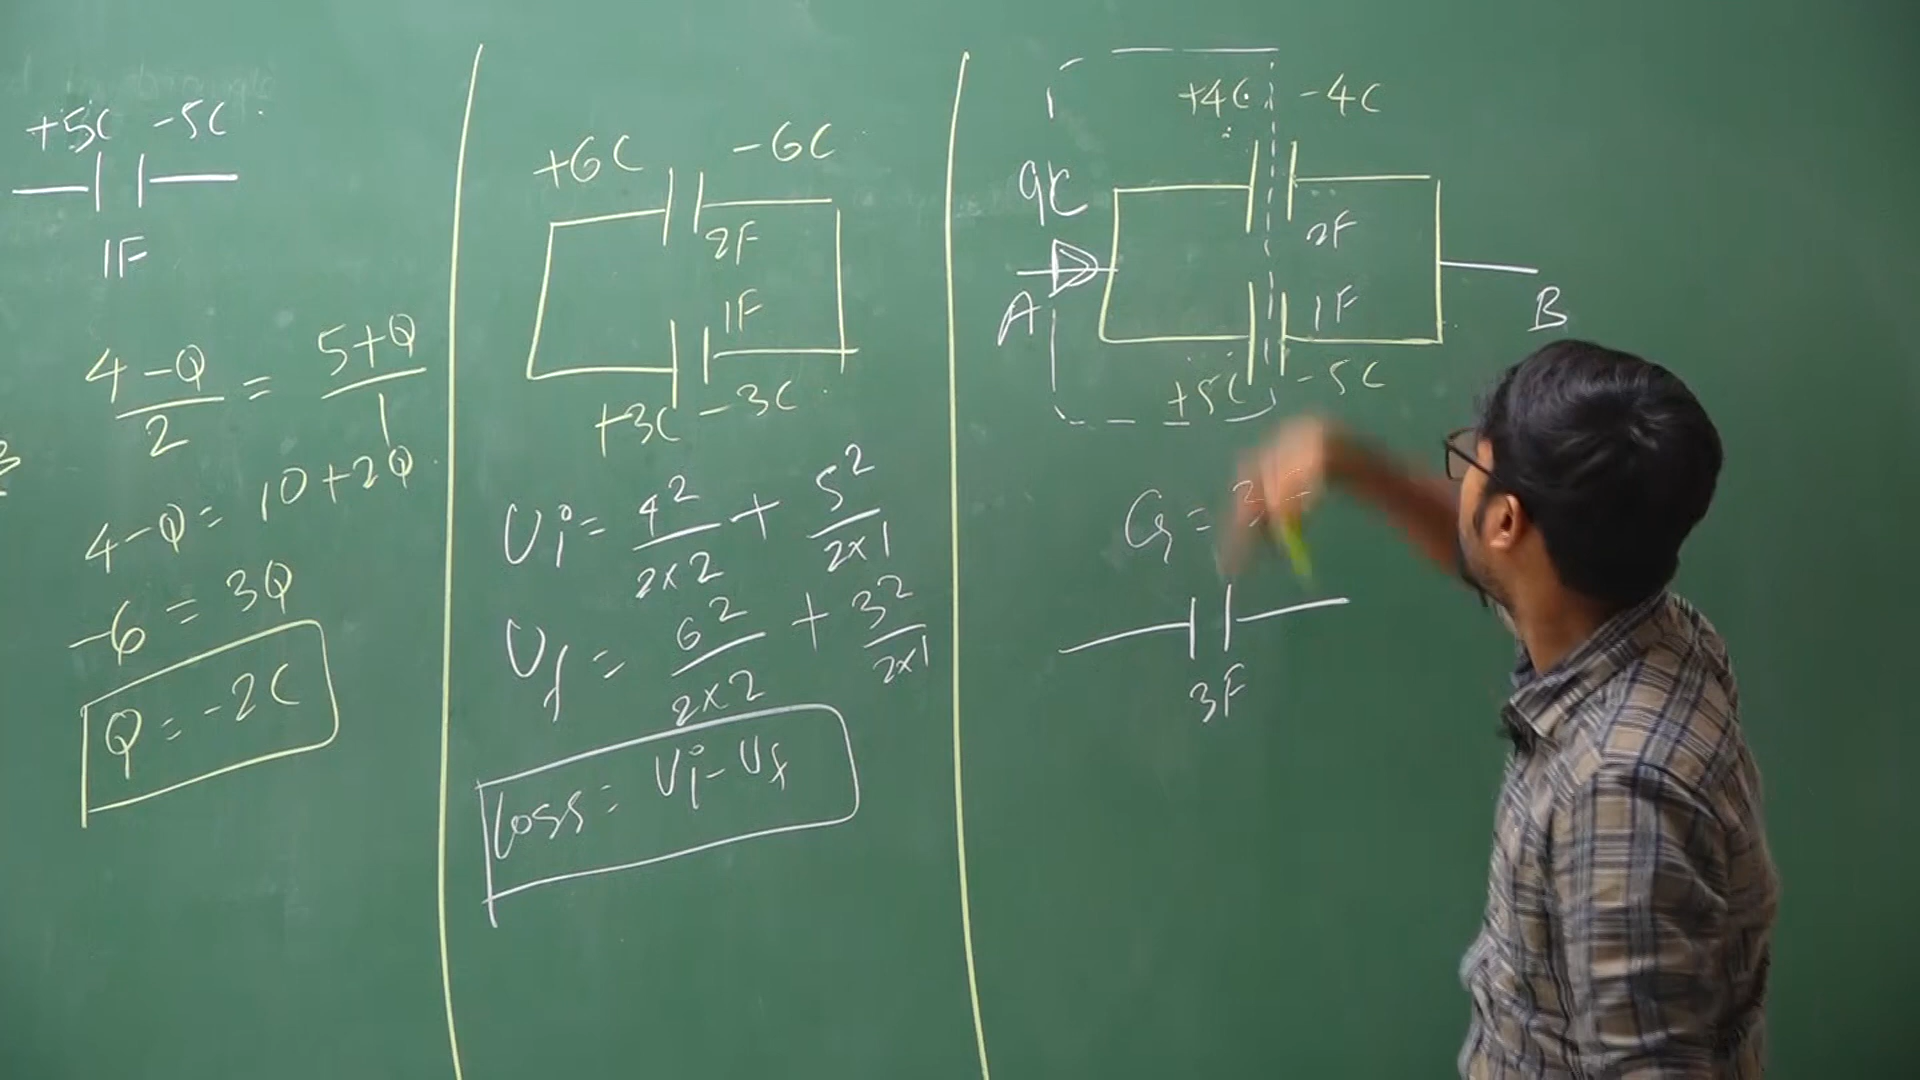 +5C -5C
1F
4-Q/2 = 5+Q/1
4-Q = 10+2Q
-6 = 3Q
Q = -2C
+6C -6C
2F
1F
+3C -3C
Ui = 4²/2×2 + 5²/2×1
Uf = 6²/2×2 + 3²/2×1
Loss = Ui - Uf
+4C -4C
9C
2F
A
1F
B
+5C -5C
3F